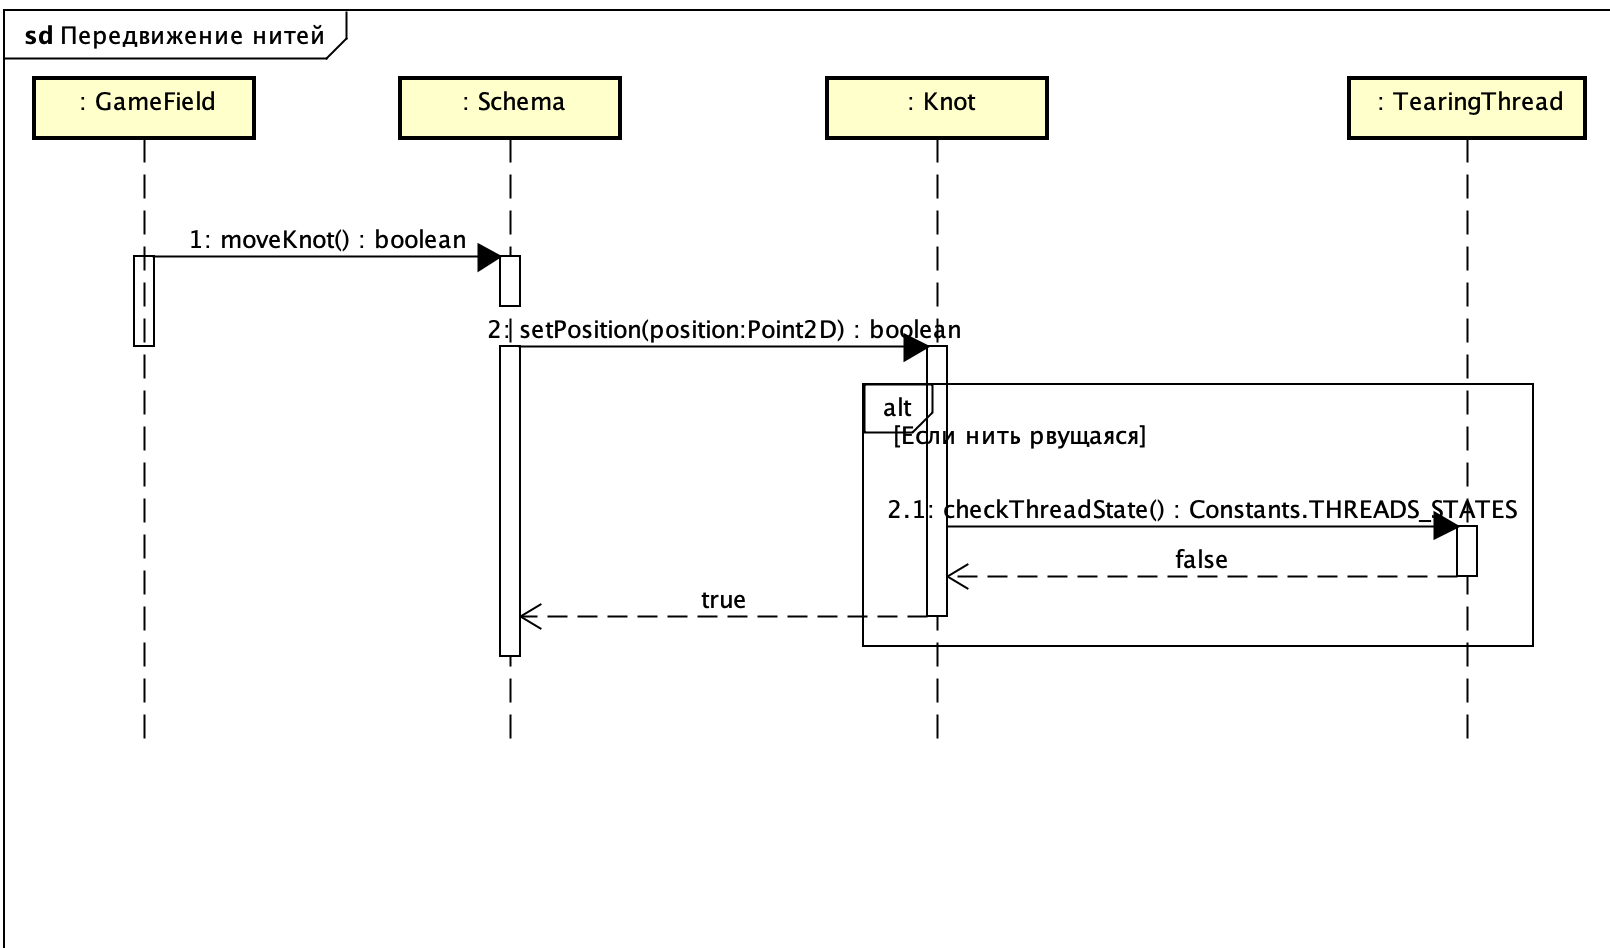 sd Передвижение нитей
: GameField
: Schema
: Knot
: TearingThread
1: moveKnot() : boolean
2: setPosition(position:Point2D) : boolean
alt
[Если нить рвущаяся]
2.1: checkThreadState() : Constants.THREADS_STATES
false
true